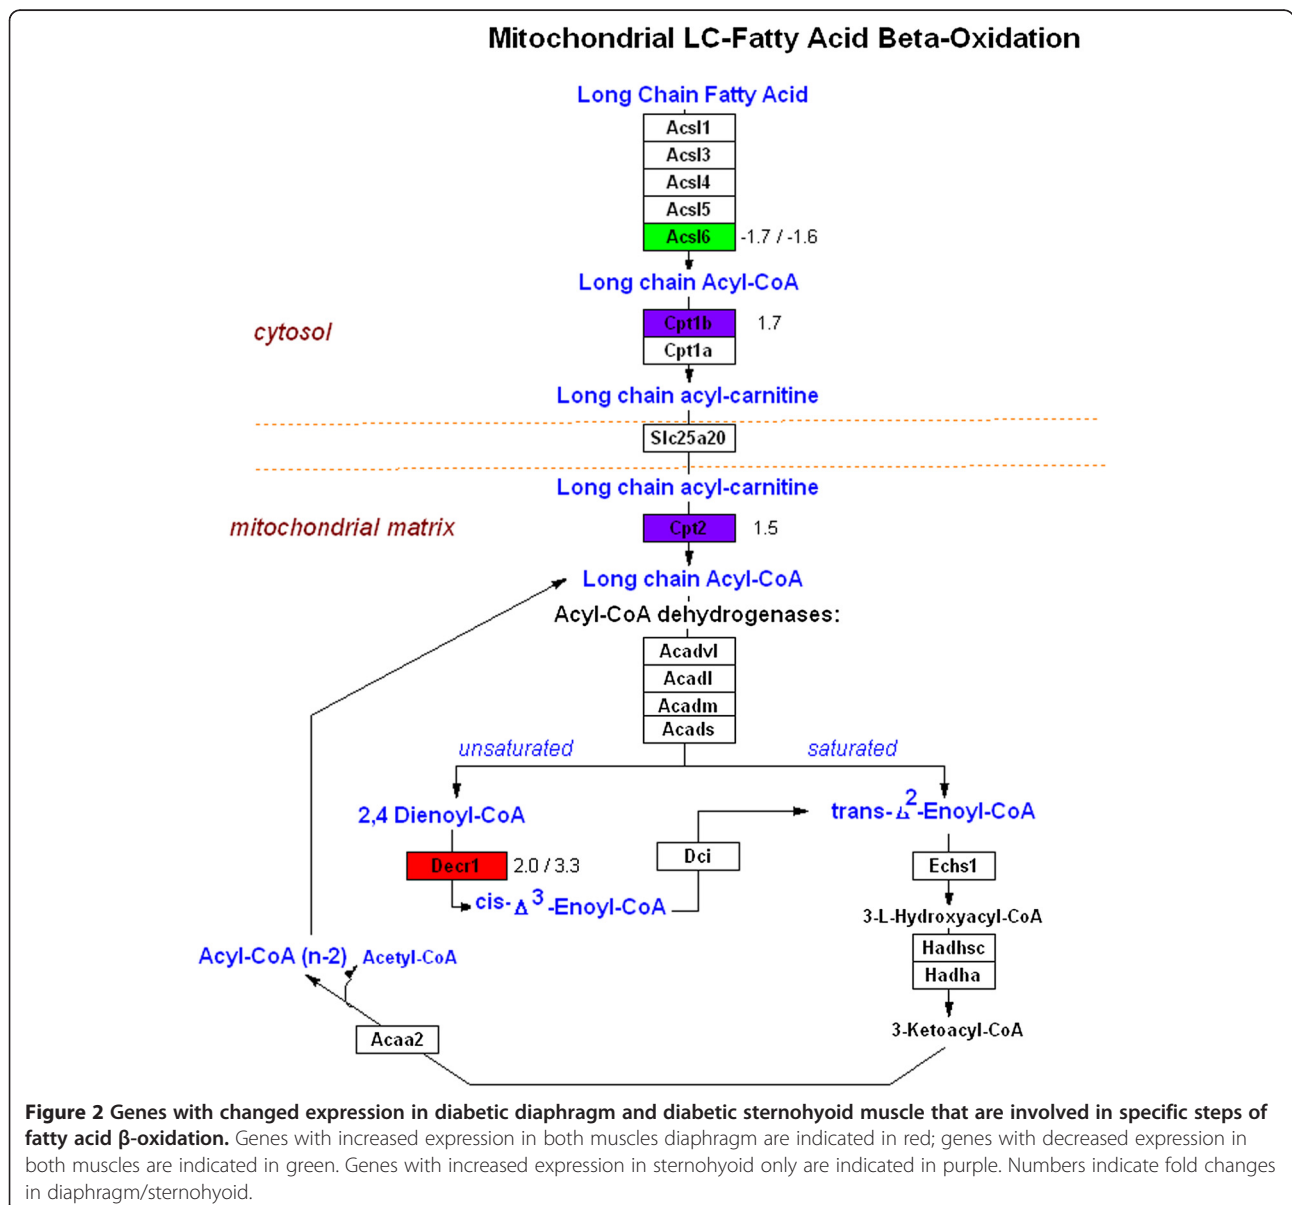 Mitochondrial LC-Fatty Acid Beta-Oxidation
Long Chain Fatty Acid
Acsl1
Acsl3
Acsl4
Acsl5
Acsl6 -1.7 / -1.6
Long chain Acyl-CoA
cytosol
Cpt1b 1.7
Cpt1a
Long chain acyl-carnitine
Slc25a20
Long chain acyl-carnitine
mitochondrial matrix
Cpt2 1.5
Long chain Acyl-CoA
Acyl-CoA dehydrogenases:
Acadvl
Acadl
Acadm
Acads
unsaturated saturated
2,4 Dienoyl-CoA trans-Δ²-Enoyl-CoA
Decr1 2.0 / 3.3 Dci Echs1
cis-Δ³-Enoyl-CoA 3-L-Hydroxyacyl-CoA
Hadhsc
Acyl-CoA (n-2) Acetyl-CoA Hadha
Acaa2 3-Ketoacyl-CoA
Figure 2 Genes with changed expression in diabetic diaphragm and diabetic sternohyoid muscle that are involved in specific steps of
fatty acid β-oxidation. Genes with increased expression in both muscles diaphragm are indicated in red; genes with decreased expression in
both muscles are indicated in green. Genes with increased expression in sternohyoid only are indicated in purple. Numbers indicate fold changes
in diaphragm/sternohyoid.